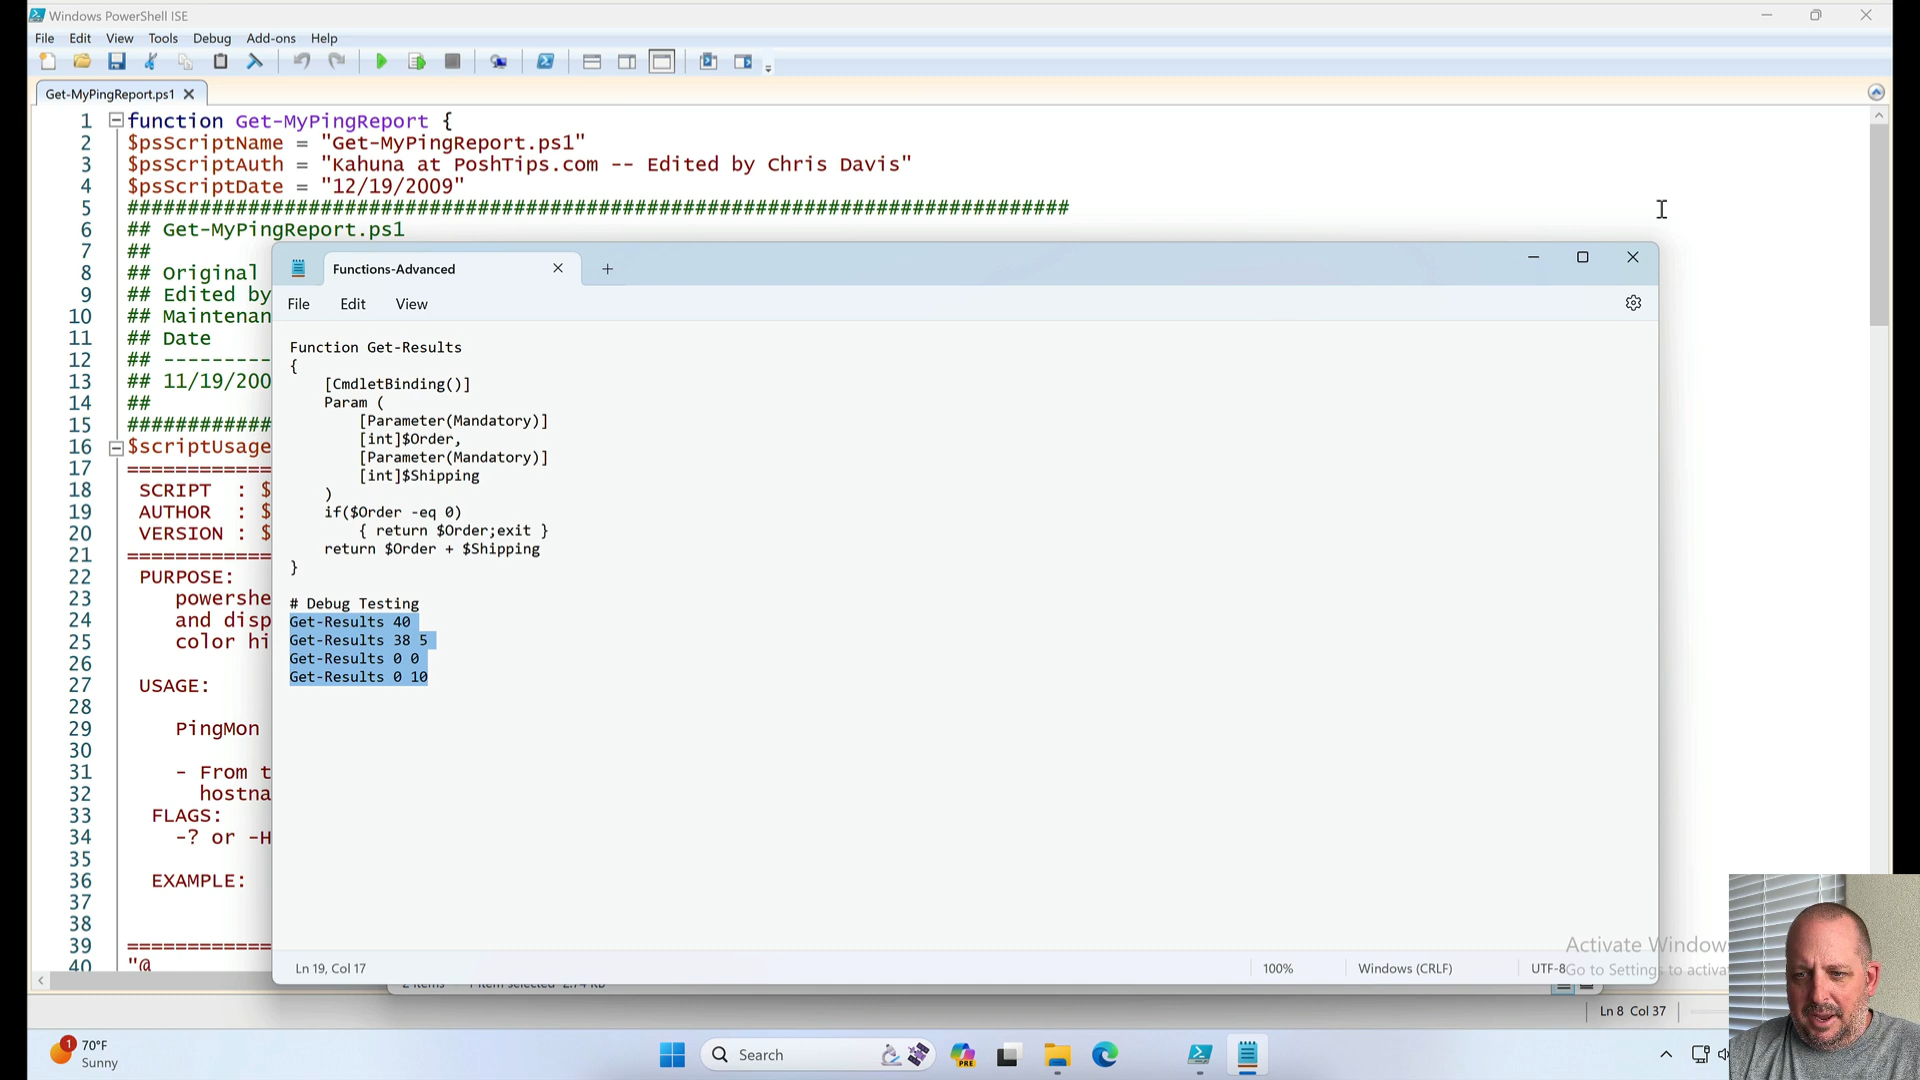 Windows PowerShell ISE
File Edit View Tools Debug Add-ons Help
Get-MyPingReport.ps1
1 function Get-MyPingReport {
2 $psScriptName = "Get-MyPingReport.ps1"
3 $psScriptAuth = "Kahuna at PoshTips.com -- Edited by Chris Davis"
4 $psScriptDate = "12/19/2009"
5 ##############################################################################
6 ## Get-MyPingReport.ps1
7 ##
8 ## Original
9 ## Edited by
10 ## Maintenan
11 ## Date
12 ## ---------
13 ## 11/19/200
14 ##
15 ############
16 $scriptUsage
17 ============
18 SCRIPT : $
19 AUTHOR : $
20 VERSION : $
21 ============
22 PURPOSE:
23 powershe
24 and disp
25 color hi
26
27 USAGE:
28
29 PingMon
30
31 - From t
32 hostna
33 FLAGS:
34 -? or -H
35
36 EXAMPLE:
37
38
39 ============
40 "@
Functions-Advanced
File Edit View
Function Get-Results
{
[CmdletBinding()]
Param (
[Parameter(Mandatory)]
[int]$Order,
[Parameter(Mandatory)]
[int]$Shipping
)
if($Order -eq 0)
{ return $Order;exit }
return $Order + $Shipping
}
# Debug Testing
Get-Results 40
Get-Results 38 5
Get-Results 0 0
Get-Results 0 10
Ln 19, Col 17 100% Windows (CRLF) UTF-8
Activate Window
Go to Settings to activa
Ln 8 Col 37
1 70°F
Sunny
Search
PRE